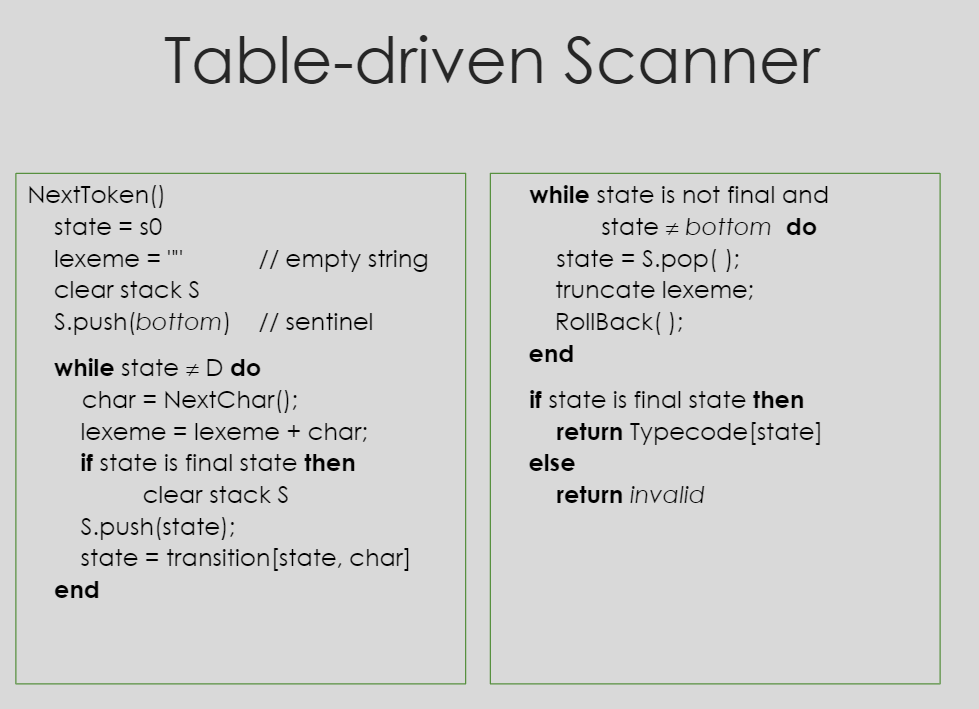 Table-driven Scanner
NextToken()
state = s0
lexeme = '"'          // empty string
clear stack S
S.push(bottom)    // sentinel
while state ≠ D do
char = NextChar();
lexeme = lexeme + char;
if state is final state then
clear stack S
S.push(state);
state = transition[state, char]
end
while state is not final and
state ≠ bottom do
state = S.pop( );
truncate lexeme;
RollBack( );
end
if state is final state then
return Typecode[state]
else
return invalid